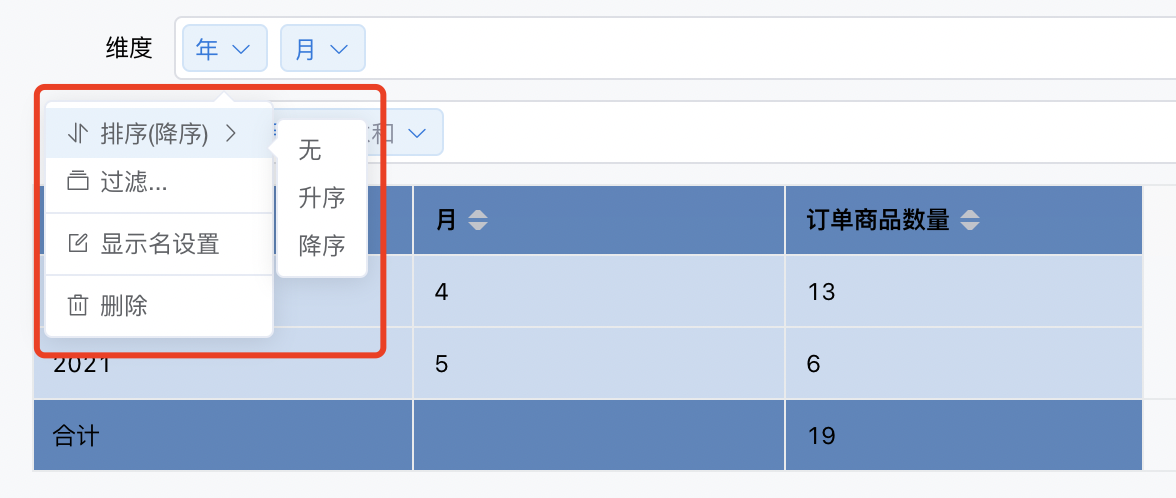 维度
年
月
排序(降序)
和
无
过滤...
升序
月
订单商品数量
显示名设置
降序
4
13
删除
2021
5
6
合计
19